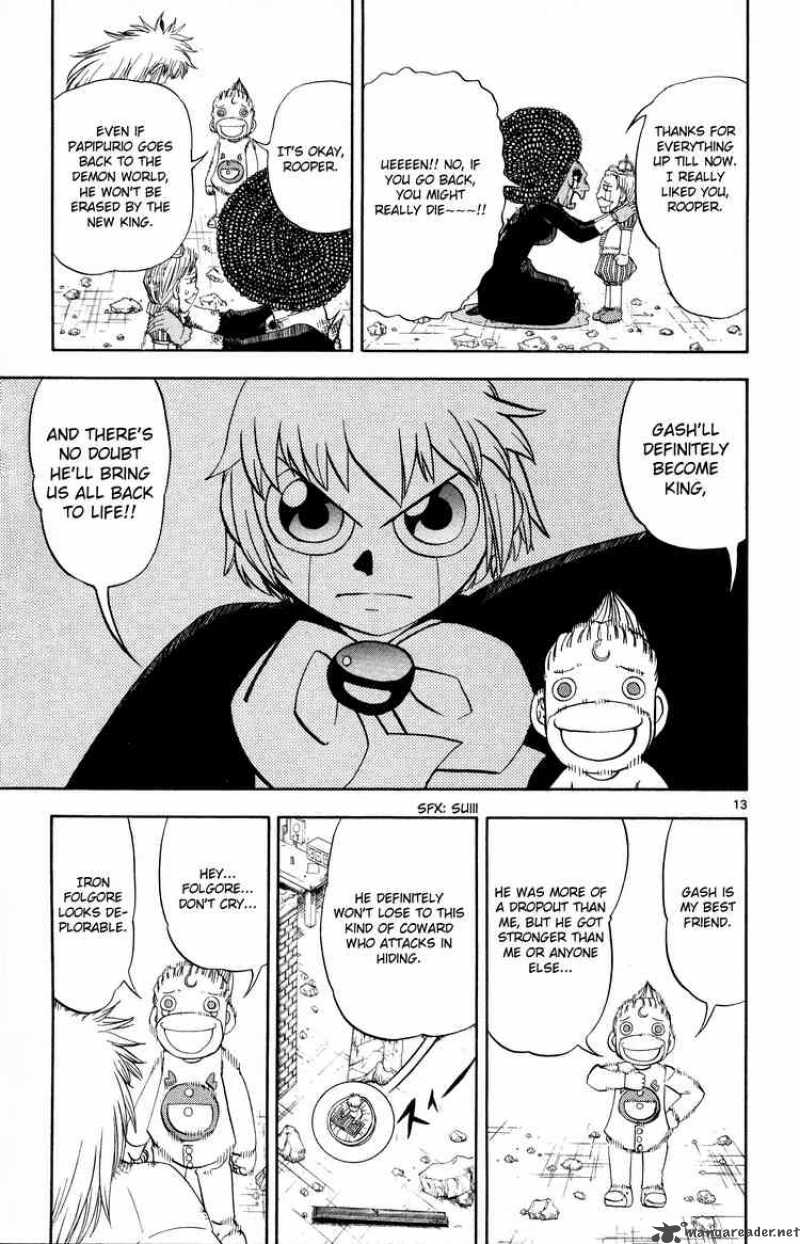 THANKS FOR
EVERYTHING
UP TILL NOW.
I REALLY
LIKED YOU,
ROOPER.
UEEEEN!! NO, IF
YOU GO BACK,
YOU MIGHT
REALLY DIE~~~!!
IT'S OKAY,
ROOPER.
EVEN IF
PAPIPURIO GOES
BACK TO THE
DEMON WORLD,
HE WON'T BE
ERASED BY THE
NEW KING.
GASH'LL
DEFINITELY
BECOME
KING,
AND THERE'S
NO DOUBT
HE'LL BRING
US ALL BACK
TO LIFE!!
13
SFX: SUIII
GASH IS
MY BEST
FRIEND.
HE WAS MORE OF
A DROPOUT THAN
ME, BUT HE GOT
STRONGER THAN
ME OR ANYONE
ELSE...
HE DEFINITELY
WON'T LOSE TO THIS
KIND OF COWARD
WHO ATTACKS IN
HIDING.
ズ
HEY...
FOLGORE...
DON'T CRY...
IRON
FOLGORE
LOOKS DE-
PLORABLE.
mangareader.net